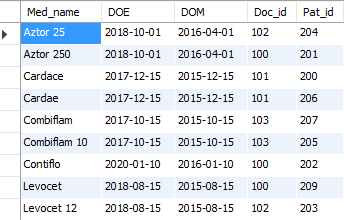 Med_name DOE DOM Doc_id Pat_id
Aztor 25 2018-10-01 2016-04-01 102 204
Aztor 250 2018-10-01 2016-04-01 100 201
Cardace 2017-12-15 2015-12-15 101 200
Cardae 2017-12-15 2015-12-15 101 206
Combiflam 2017-10-15 2015-10-15 103 207
Combiflam 10 2017-10-15 2015-10-15 103 205
Contiflo 2020-01-10 2016-01-10 100 202
Levocet 2018-08-15 2015-08-15 100 209
Levocet 12 2018-08-15 2015-08-15 102 203